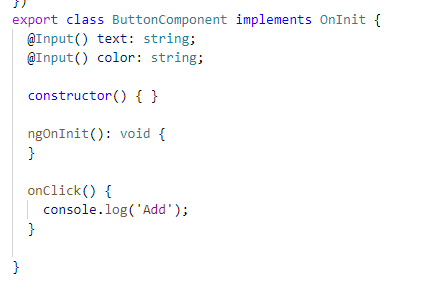 })
export class ButtonComponent implements OnInit {
  @Input() text: string;
  @Input() color: string;

  constructor() { }

  ngOnInit(): void {
  }

  onClick() {
    console.log('Add');
  }

}